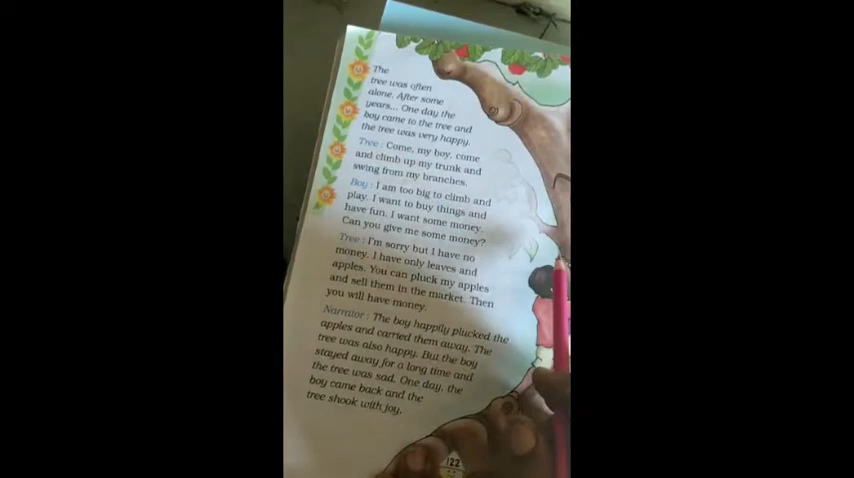 The
tree was often
alone. After some
years... One day the
boy came to the tree and
the tree was very happy.
Tree : Come, my boy, come
and climb up my trunk and
swing from my branches.
Boy : I am too big to climb and
play. I want to buy things and
have fun. I want some money.
Can you give me some money?
Tree : I'm sorry but I have no
money. I have only leaves and
apples. You can pluck my apples
and sell them in the market. Then
you will have money.
Narrator : The boy happily plucked the
apples and carried them away. The
tree was also happy. But the boy
stayed away for a long time and
the tree was sad. One day, the
boy came back and the
tree shook with joy.
122